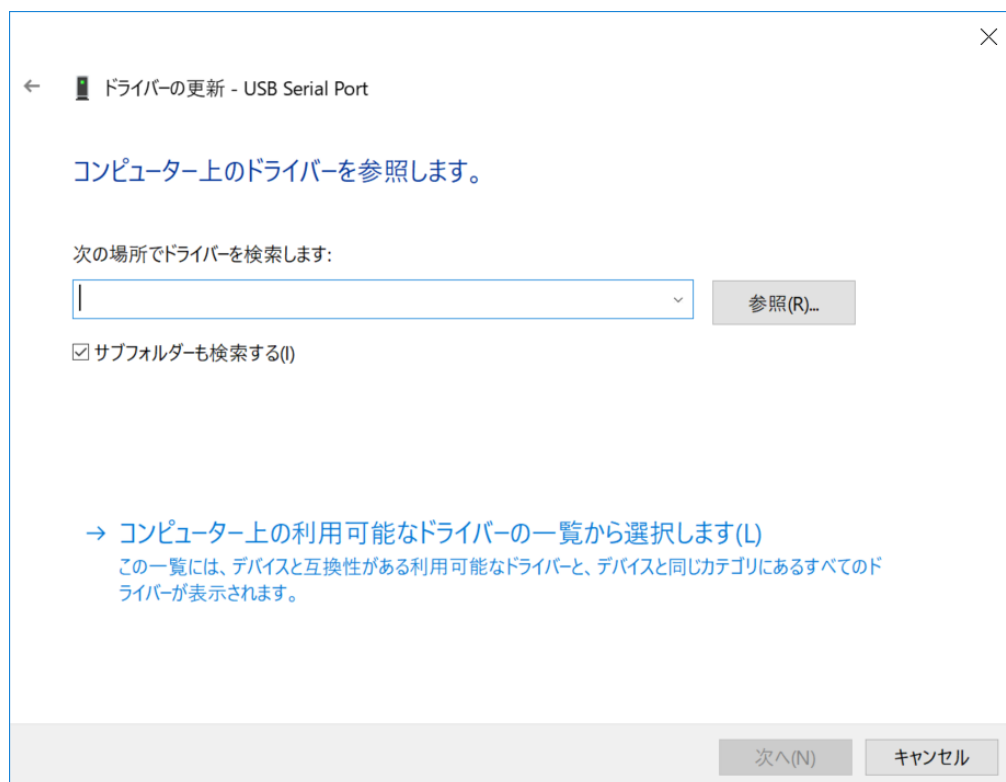 ドライバーの更新 - USB Serial Port
コンピューター上のドライバーを参照します。
次の場所でドライバーを検索します:
参照(R)...
サブフォルダーも検索する(I)
コンピューター上の利用可能なドライバーの一覧から選択します(L)
この一覧には、デバイスと互換性がある利用可能なドライバーと、デバイスと同じカテゴリにあるすべてのド
ライバーが表示されます。
次へ(N)
キャンセル